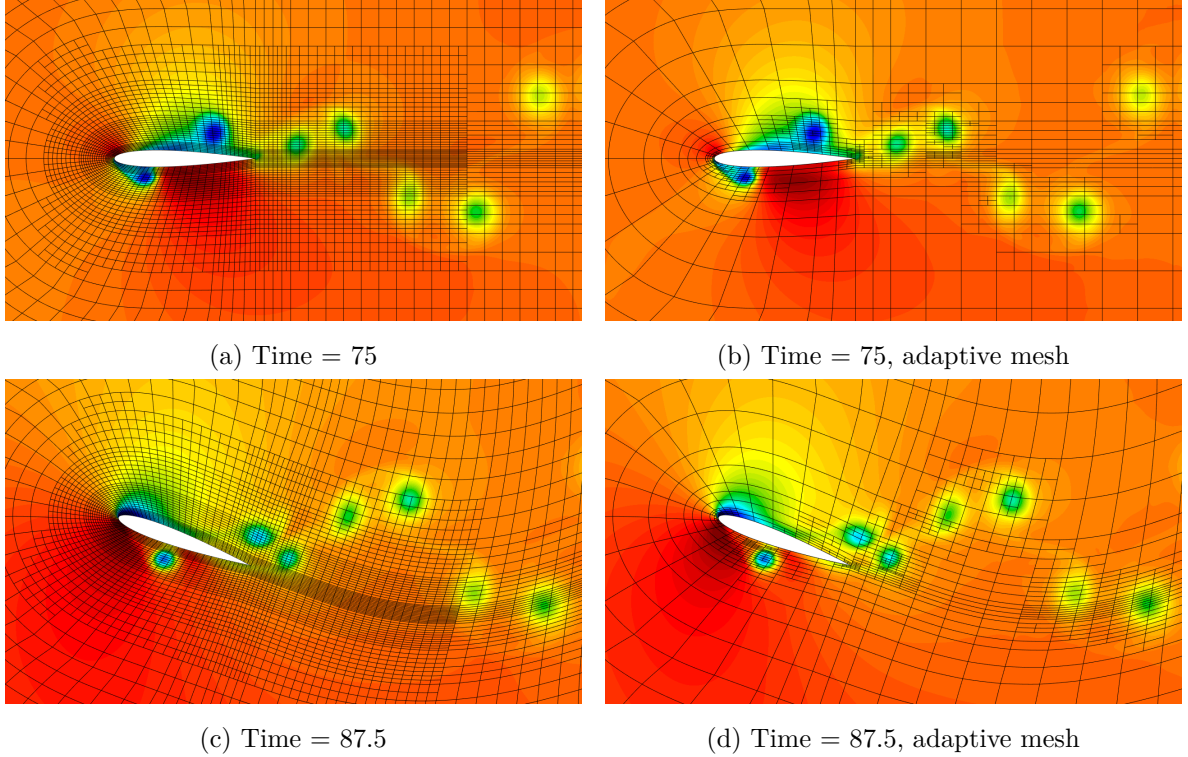 (a) Time = 75
(b) Time = 75, adaptive mesh
(c) Time = 87.5
(d) Time = 87.5, adaptive mesh